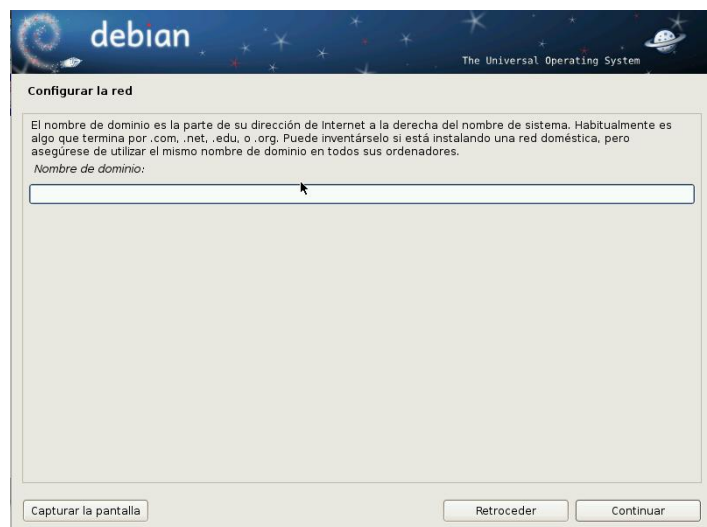 debian
The Universal Operating System
Configurar la red
El nombre de dominio es la parte de su dirección de Internet a la derecha del nombre de sistema. Habitualmente es
algo que termina por .com, .net, .edu, o .org. Puede inventárselo si está instalando una red doméstica, pero
asegúrese de utilizar el mismo nombre de dominio en todos sus ordenadores.
Nombre de dominio:
Capturar la pantalla
Retroceder
Continuar